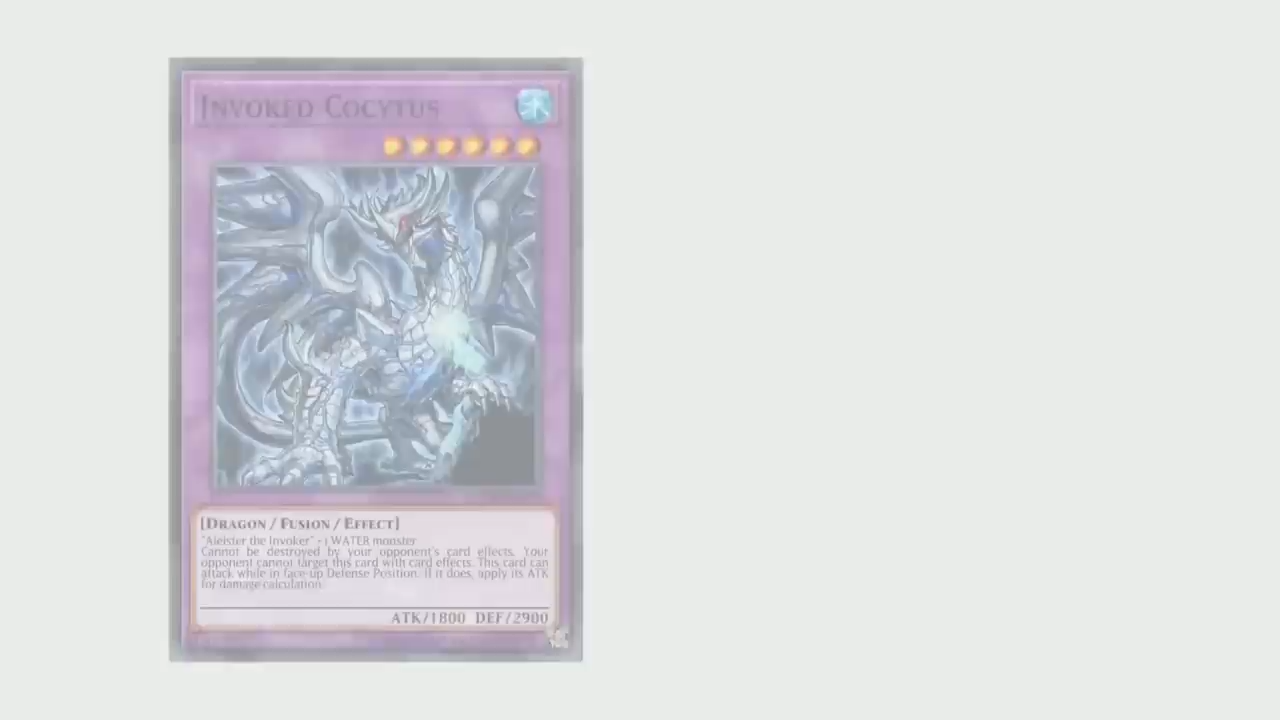 Invoked Cocytus
[Dragon / Fusion / Effect]
"Aleister the Invoker" + 1 WATER monster
Cannot be destroyed by your opponent's card effects. Your
opponent cannot target this card with card effects. This card can
attack while in face-up Defense Position. If it does, apply its ATK
for damage calculation.
ATK/1800 DEF/2900